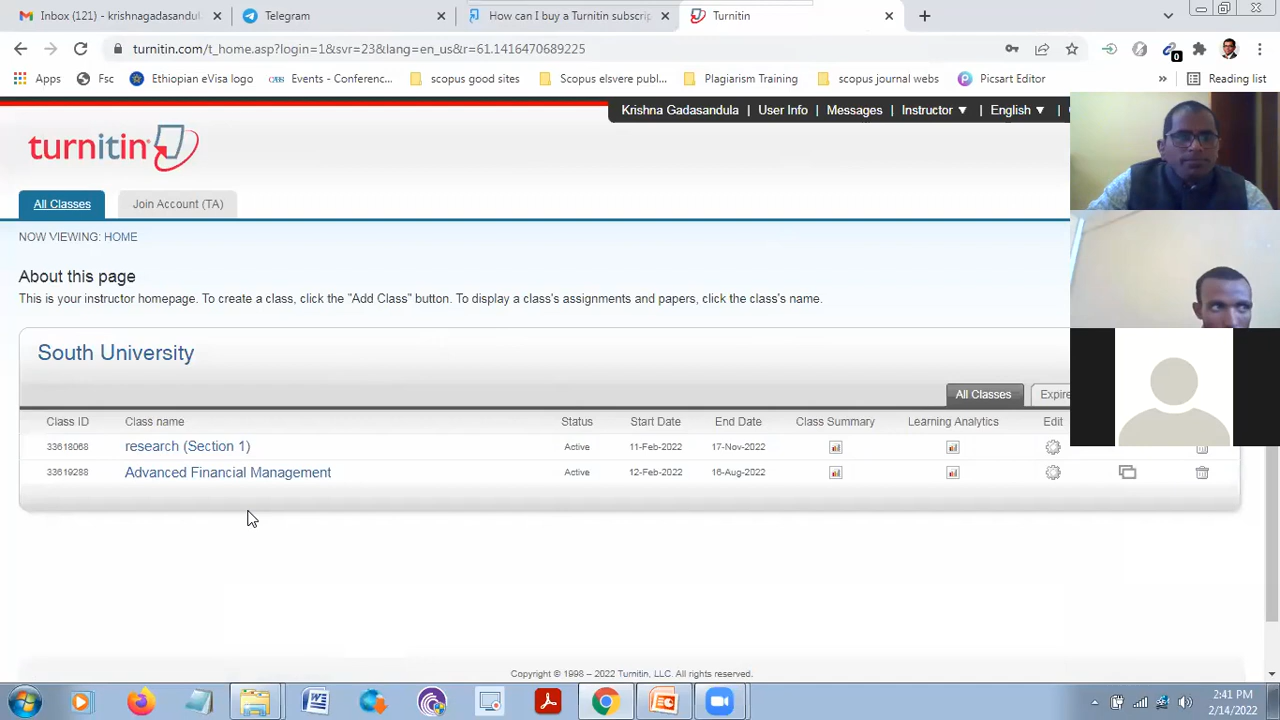 Inbox (121) - krishnagadasandul
Telegram
How can I buy a Turnitin subscrip
Turnitin
turnitin.com/t_home.asp?login=1&svr=23&lang=en_us&r=61.1416470689225
0
Apps
Fsc
Ethiopian eVisa logo
Events - Conferenc...
scopus good sites
Scopus elsvere publ...
Plagiarism Training
scopus journal webs
Picsart Editor
»
Reading list
Krishna Gadasandula | User Info | Messages | Instructor ▼ | English ▼ |
turnitin
All Classes
Join Account (TA)
NOW VIEWING: HOME
About this page
This is your instructor homepage. To create a class, click the "Add Class" button. To display a class's assignments and papers, click the class's name.
South University
All Classes
Expire
Class ID Class name Status Start Date End Date Class Summary Learning Analytics Edit
33618068 research (Section 1) Active 11-Feb-2022 17-Nov-2022
33619288 Advanced Financial Management Active 12-Feb-2022 16-Aug-2022
Copyright © 1998 – 2022 Turnitin, LLC. All rights reserved.
2:41 PM
2/14/2022